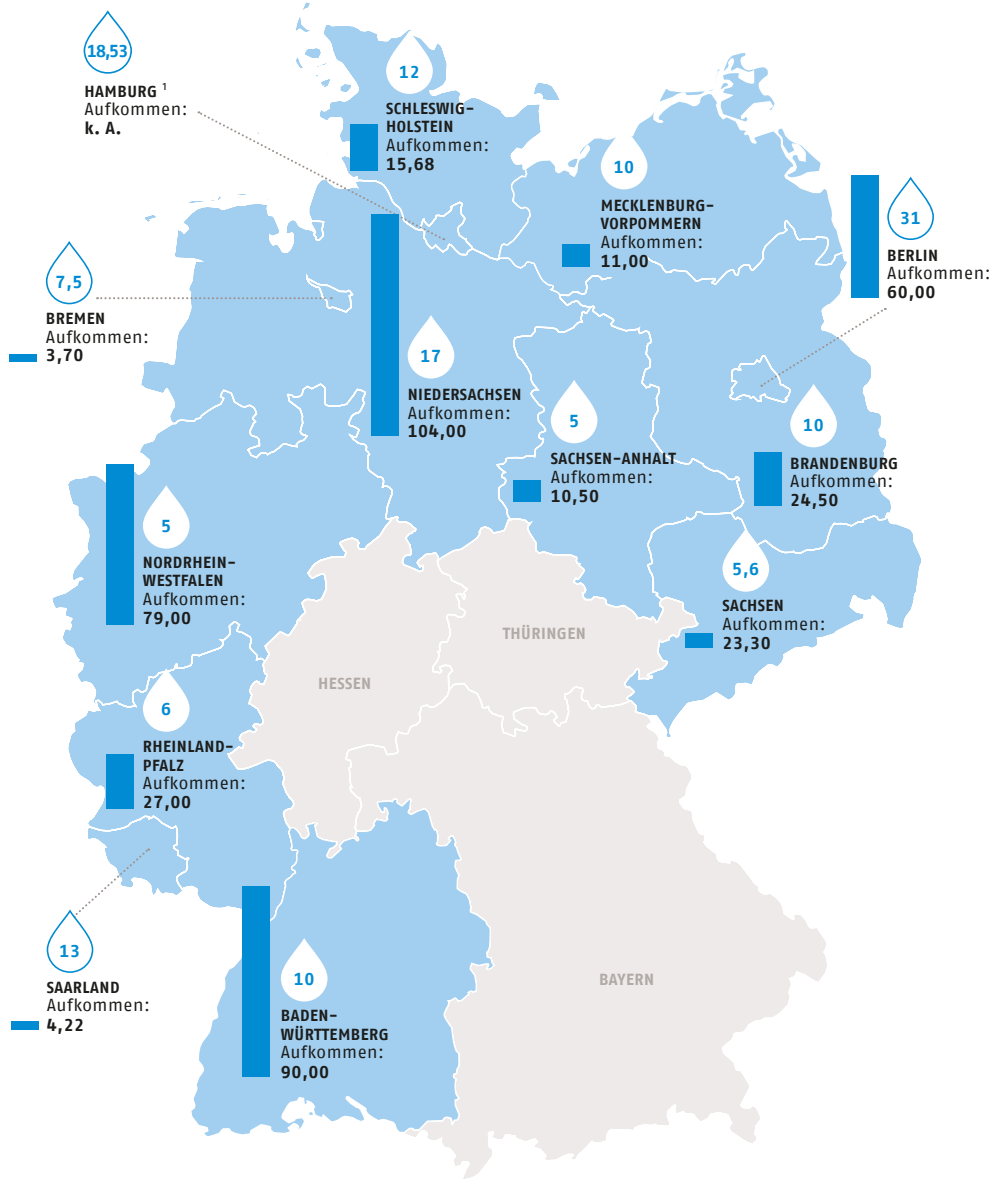 18,53
HAMBURG ¹
Aufkommen:
k. A.
12
SCHLESWIG-
HOLSTEIN
Aufkommen:
15,68
10
MECKLENBURG-
VORPOMMERN
Aufkommen:
11,00
31
BERLIN
Aufkommen:
60,00
7,5
BREMEN
Aufkommen:
3,70
17
NIEDERSACHSEN
Aufkommen:
104,00
5
SACHSEN-ANHALT
Aufkommen:
10,50
10
BRANDENBURG
Aufkommen:
24,50
5
NORDRHEIN-
WESTFALEN
Aufkommen:
79,00
5,6
SACHSEN
Aufkommen:
23,30
THÜRINGEN
HESSEN
6
RHEINLAND-
PFALZ
Aufkommen:
27,00
13
SAARLAND
Aufkommen:
4,22
10
BADEN-
WÜRTTEMBERG
Aufkommen:
90,00
BAYERN